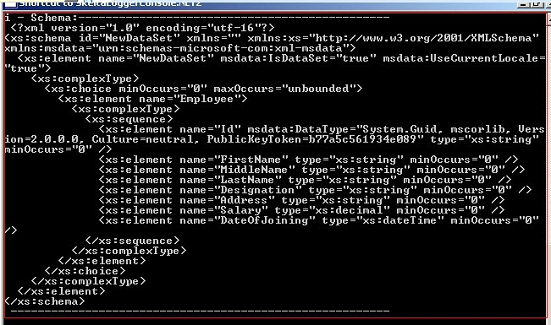 Shortcut to SkeltaLoggerConsole.EXE
i - Schema:----------------------------------------
<?xml version="1.0" encoding="utf-16"?>
<xs:schema id="NewDataSet" xmlns="" xmlns:xs="http://www.w3.org/2001/XMLSchema"
xmlns:msdata="urn:schemas-microsoft-com:xml-msdata">
<xs:element name="NewDataSet" msdata:IsDataSet="true" msdata:UseCurrentLocale=
"true">
<xs:complexType>
<xs:choice minOccurs="0" maxOccurs="unbounded">
<xs:element name="Employee">
<xs:complexType>
<xs:sequence>
<xs:element name="Id" msdata:DataType="System.Guid, mscorlib, Vers
ion=2.0.0.0, Culture=neutral, PublicKeyToken=b77a5c561934e089" type="xs:string"
minOccurs="0" />
<xs:element name="FirstName" type="xs:string" minOccurs="0" />
<xs:element name="MiddleName" type="xs:string" minOccurs="0" />
<xs:element name="LastName" type="xs:string" minOccurs="0" />
<xs:element name="Designation" type="xs:string" minOccurs="0" />
<xs:element name="Address" type="xs:string" minOccurs="0" />
<xs:element name="Salary" type="xs:decimal" minOccurs="0" />
<xs:element name="DateOfJoining" type="xs:dateTime" minOccurs="0"
/>
</xs:sequence>
</xs:complexType>
</xs:element>
</xs:choice>
</xs:complexType>
</xs:element>
</xs:schema>
--------------------------------------------------